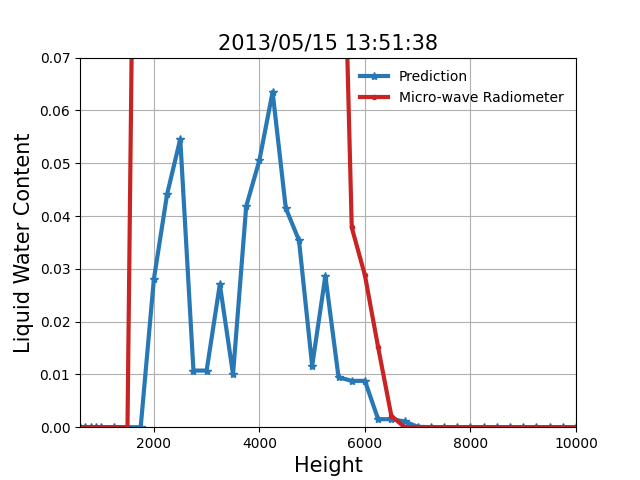 2013/05/15 13:51:38
0.07
0.06
0.05
0.04
0.03
0.02
0.01
0.00
Liquid Water Content
Prediction
Micro-wave Radiometer
2000 4000 6000 8000 10000
Height